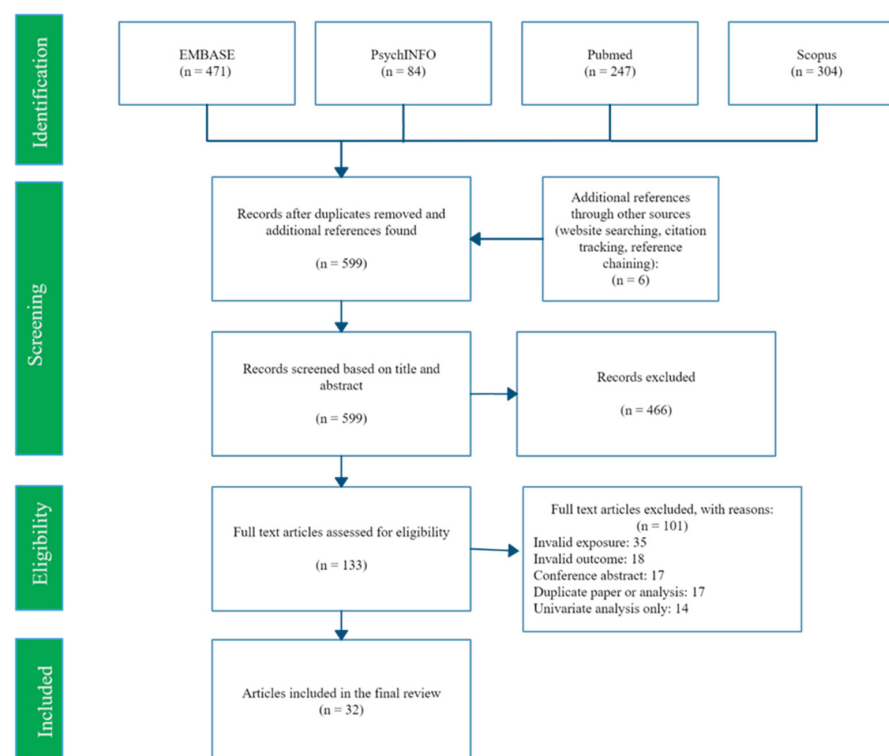 Identification
EMBASE
(n = 471)
PsychINFO
(n = 84)
Pubmed
(n = 247)
Scopus
(n = 304)
Screening
Records after duplicates removed and
additional references found
(n = 599)
Additional references
through other sources
(website searching, citation
tracking, reference
chaining):
(n = 6)
Records screened based on title and
abstract
(n = 599)
Records excluded
(n = 466)
Eligibility
Full text articles assessed for eligibility
(n = 133)
Full text articles excluded, with reasons:
(n = 101)
Invalid exposure: 35
Invalid outcome: 18
Conference abstract: 17
Duplicate paper or analysis: 17
Univariate analysis only: 14
Included
Articles included in the final review
(n = 32)